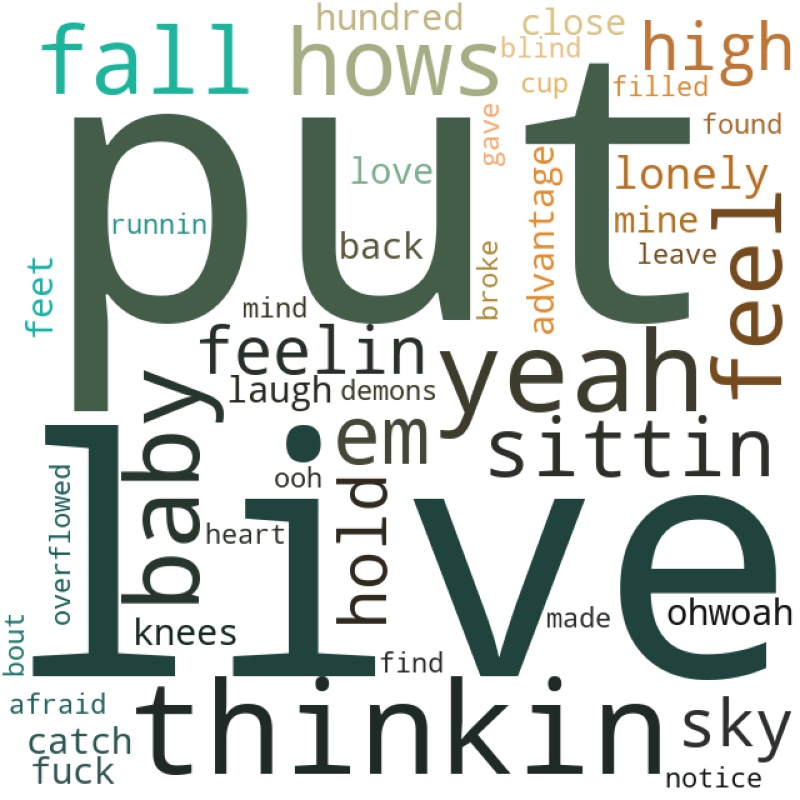 hundred
close
fall
hows
blind
high
cup
filled
put
gave
found
love
advantage
lonely
runnin
mine
feel
back
leave
feet
broke
mind
feelin
yeah
laugh
demons
baby
em
sittin
ooh
live
overflowed
hold
heart
made
ohwoah
knees
bout
find
thinkin
afraid
sky
catch
fuck
notice